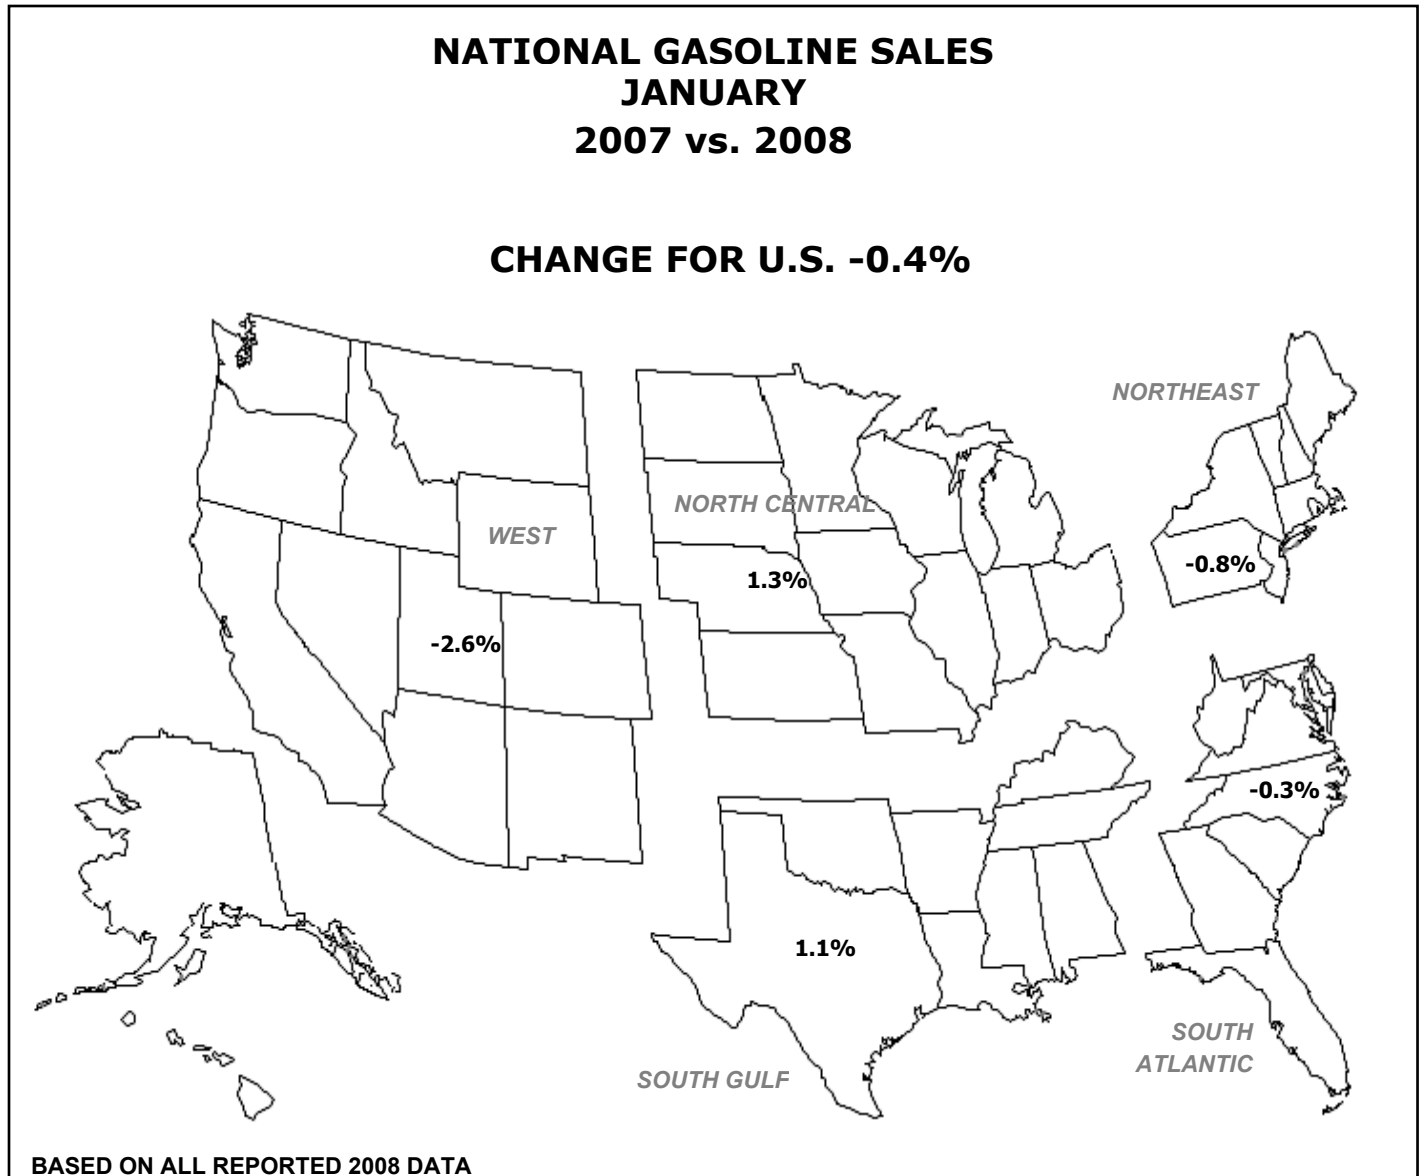 NATIONAL GASOLINE SALES
JANUARY
2007 vs. 2008
CHANGE FOR U.S. -0.4%
NORTHEAST
NORTH CENTRAL
WEST
-0.8%
1.3%
-2.6%
-0.3%
1.1%
SOUTH
ATLANTIC
SOUTH GULF
BASED ON ALL REPORTED 2008 DATA